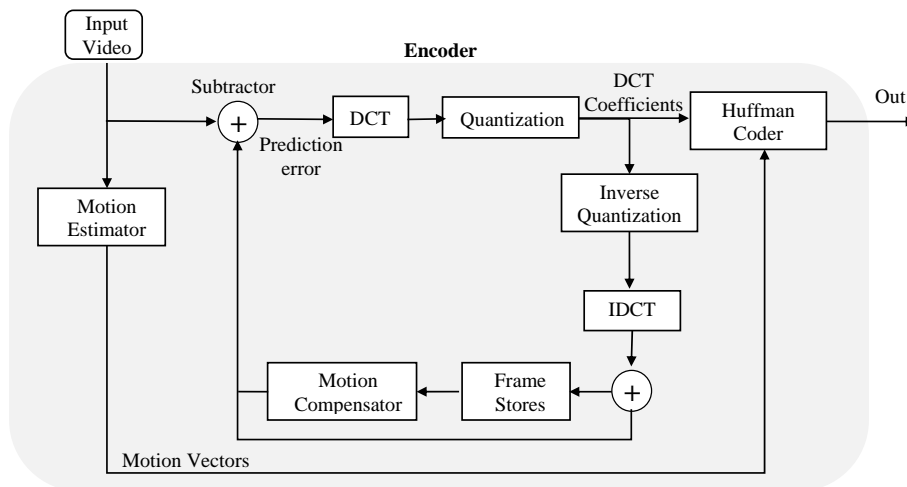 Input
Video
Encoder
Subtractor
+
Prediction
error
DCT
Quantization
DCT
Coefficients
Huffman
Coder
Out
Motion
Estimator
Inverse
Quantization
IDCT
+
Frame
Stores
Motion
Compensator
Motion Vectors